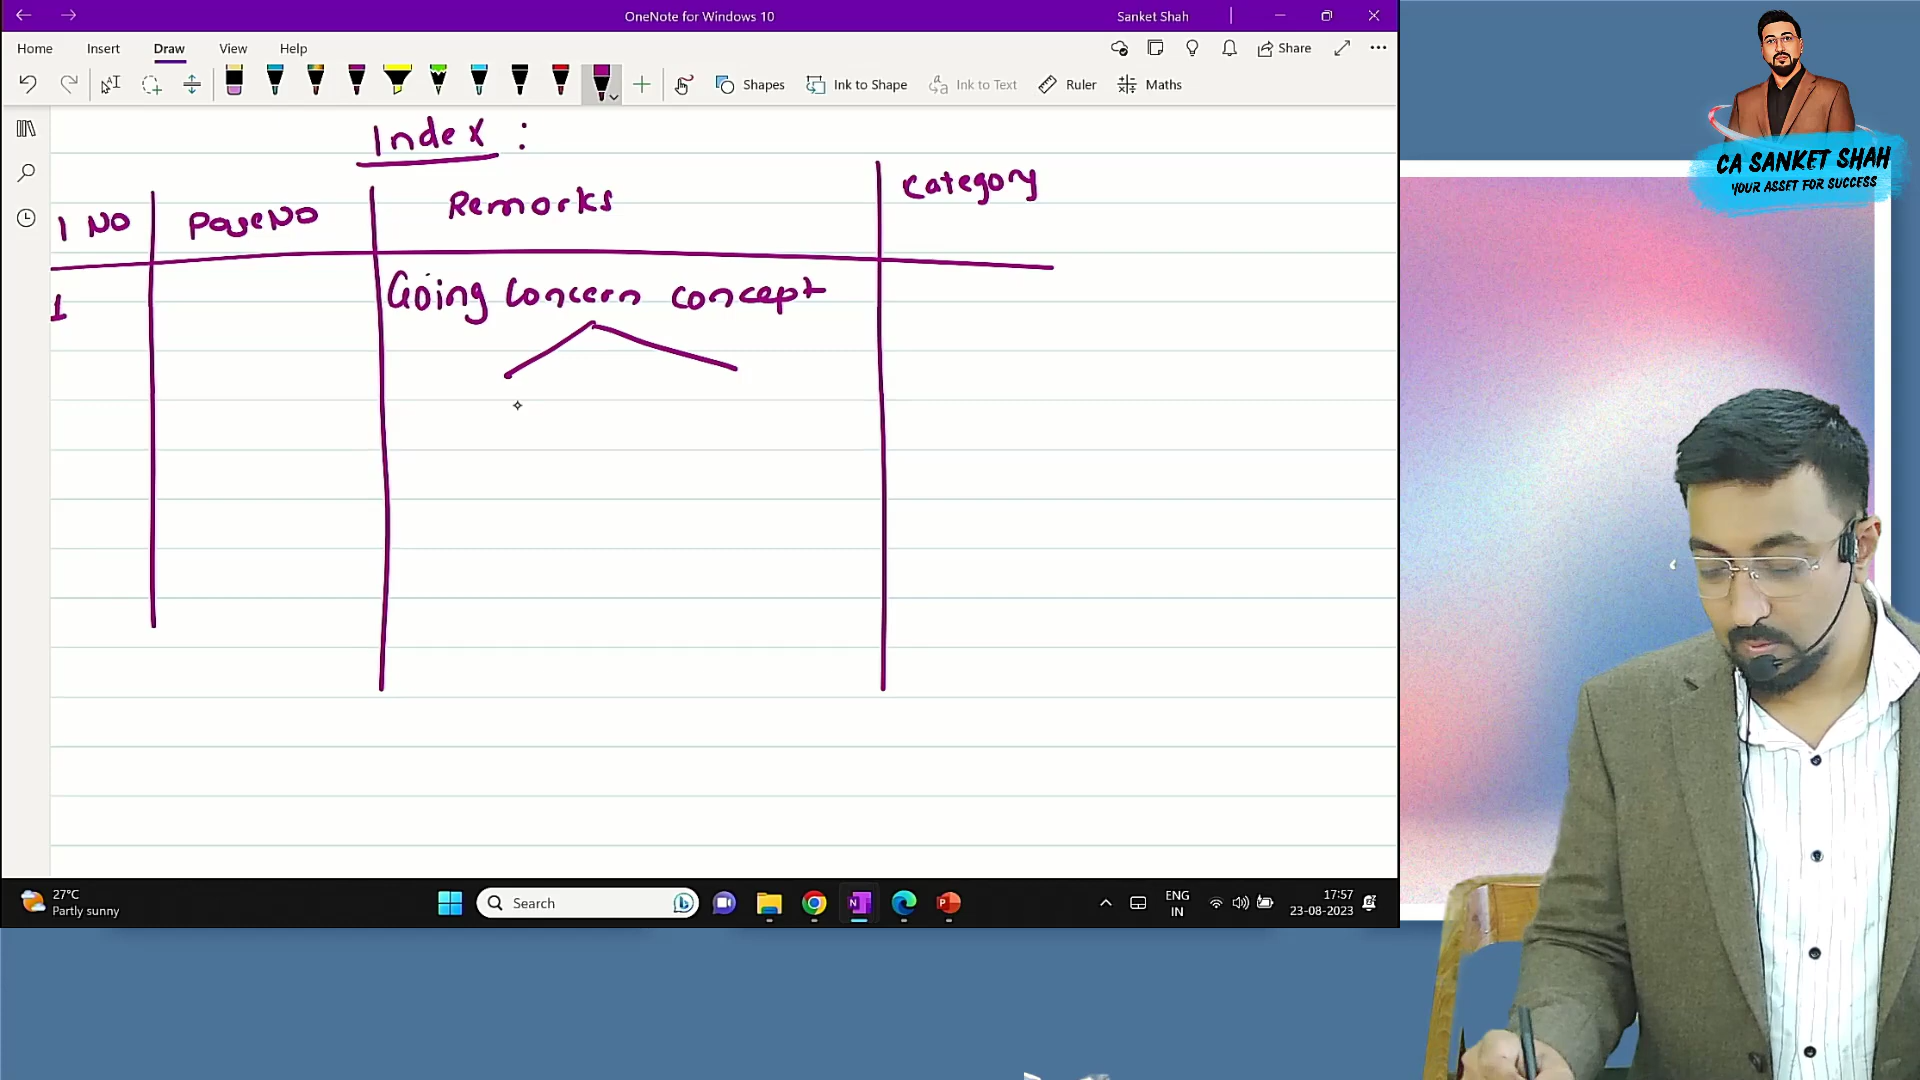 OneNote for Windows 10
Sanket Shah
Home Insert Draw View Help
Share
Shapes Ink to Shape Ink to Text Ruler Maths
Index :
l No Page No Remarks Category
1 Going Concern concept
CA SANKET SHAH
YOUR ASSET FOR SUCCESS
27°C
Partly sunny
Search
ENG
IN
17:57
23-08-2023